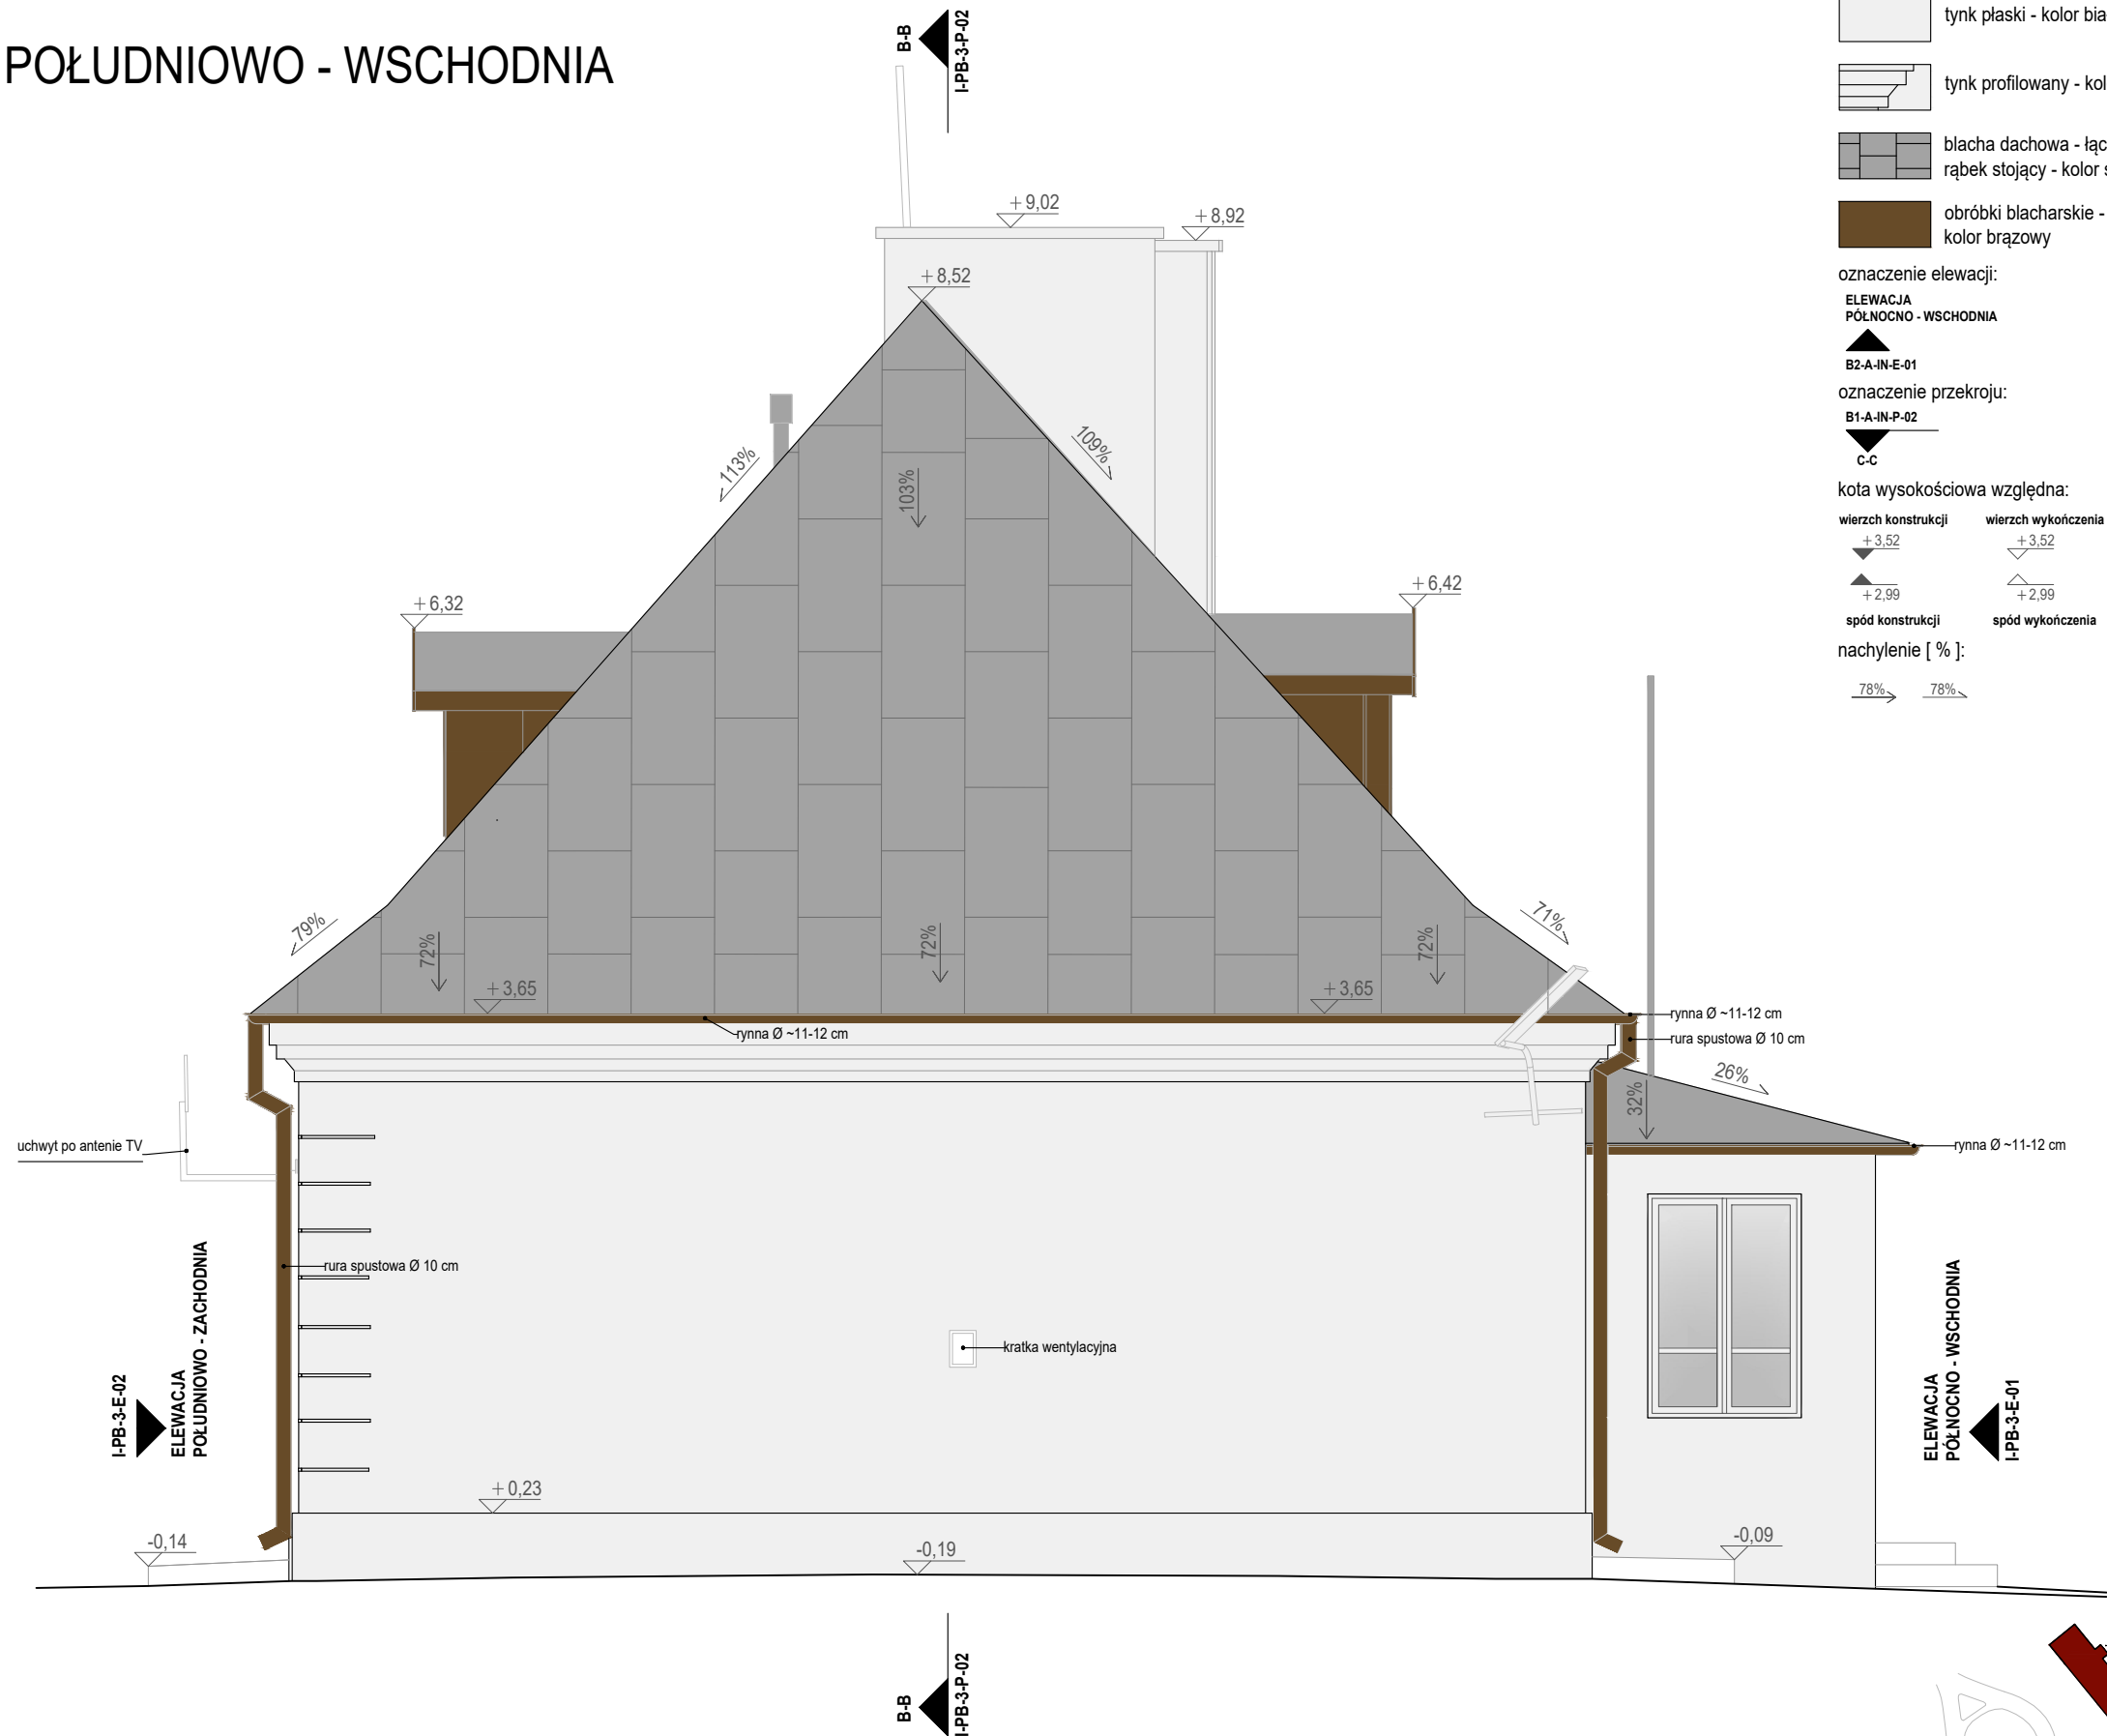 POŁUDNIOWO - WSCHODNIA
B-B
I-PB-3-P-02
tynk płaski - kolor
tynk profilowany -
blacha dachowa -
rąbek stojący - kolor
obróbki blacharskie -
kolor brązowy
oznaczenie elewacji:
ELEWACJA
PÓŁNOCNO - WSCHODNIA
B2-A-IN-E-01
oznaczenie przekroju:
B1-A-IN-P-02
C-C
kota wysokościowa względna:
wierzch konstrukcji
wierzch wykończenia
+3,52
+3,52
+2,99
+2,99
spód konstrukcji
spód wykończenia
nachylenie [ % ]:
78%
78%
+9,02
+8,92
+8,52
113%
109%
103%
+6,32
+6,42
79%
71%
72%
72%
72%
+3,65
+3,65
rynna Ø ~11-12 cm
rynna Ø ~11-12 cm
rura spustowa Ø 10 cm
26%
32%
uchwyt po antenie TV
rynna Ø ~11-12 cm
rura spustowa Ø 10 cm
kratka wentylacyjna
I-PB-3-E-02
ELEWACJA
POŁUDNIOWO - ZACHODNIA
ELEWACJA
PÓŁNOCNO - WSCHODNIA
I-PB-3-E-01
+0,23
-0,14
-0,19
-0,09
B-B
I-PB-3-P-02